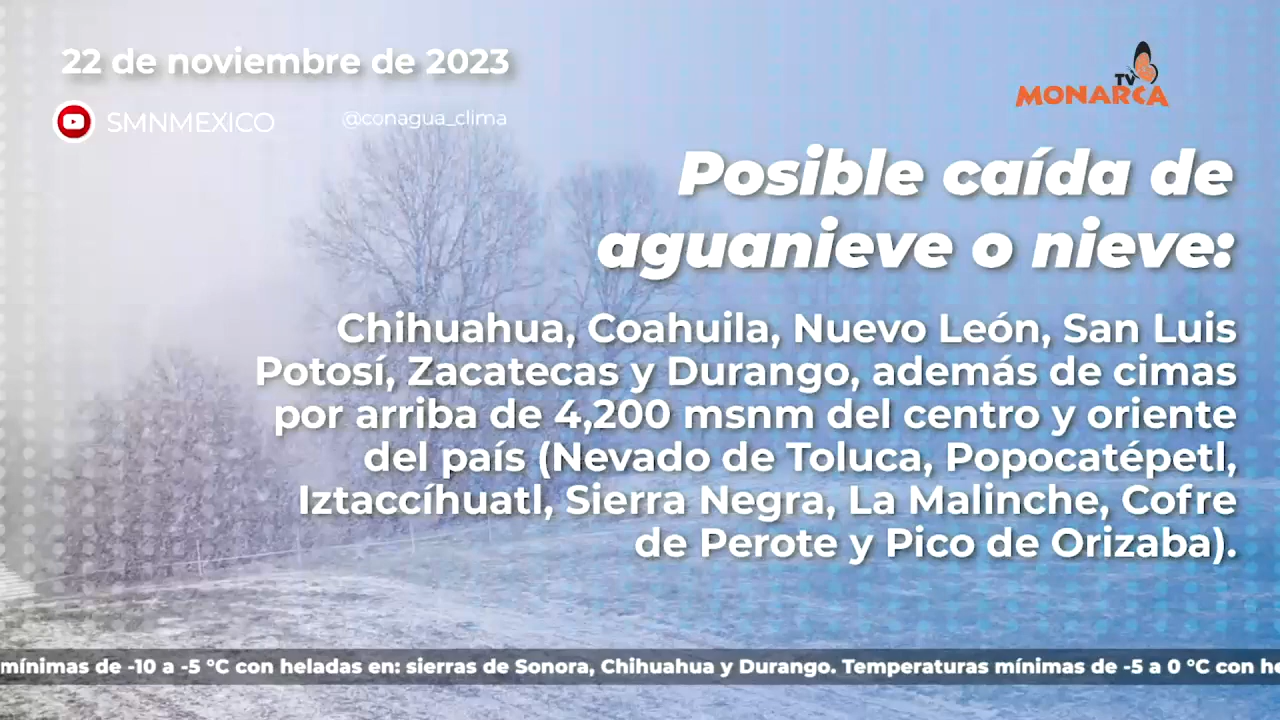 22 de noviembre de 2023
SMNMEXICO
@conagua_clima
TV
MONARCA
Posible caída de
aguanieve o nieve:
Chihuahua, Coahuila, Nuevo León, San Luis
Potosí, Zacatecas y Durango, además de cimas
por arriba de 4,200 msnm del centro y oriente
del país (Nevado de Toluca, Popocatépetl,
Iztaccíhuatl, Sierra Negra, La Malinche, Cofre
de Perote y Pico de Orizaba).
mínimas de -10 a -5 °C con heladas en: sierras de Sonora, Chihuahua y Durango. Temperaturas mínimas de -5 a 0 °C con he